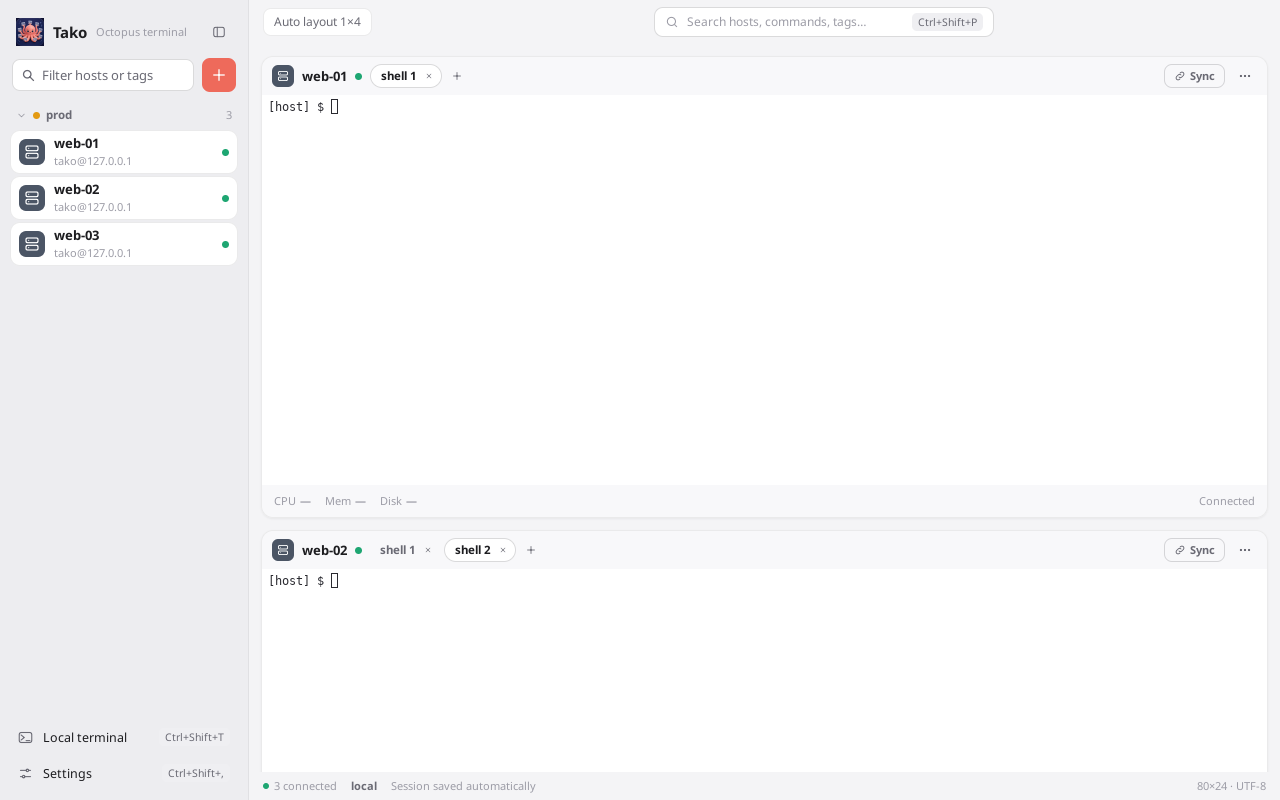 Tako Octopus terminal
Filter hosts or tags
prod 3
web-01
tako@127.0.0.1
web-02
tako@127.0.0.1
web-03
tako@127.0.0.1
Local terminal Ctrl+Shift+T
Settings Ctrl+Shift+,
Auto layout 1×4
Search hosts, commands, tags... Ctrl+Shift+P
web-01 shell 1 × + Sync ...
[host] $
CPU — Mem — Disk — Connected
web-02 shell 1 × shell 2 × + Sync ...
[host] $
3 connected local Session saved automatically 80×24 · UTF-8